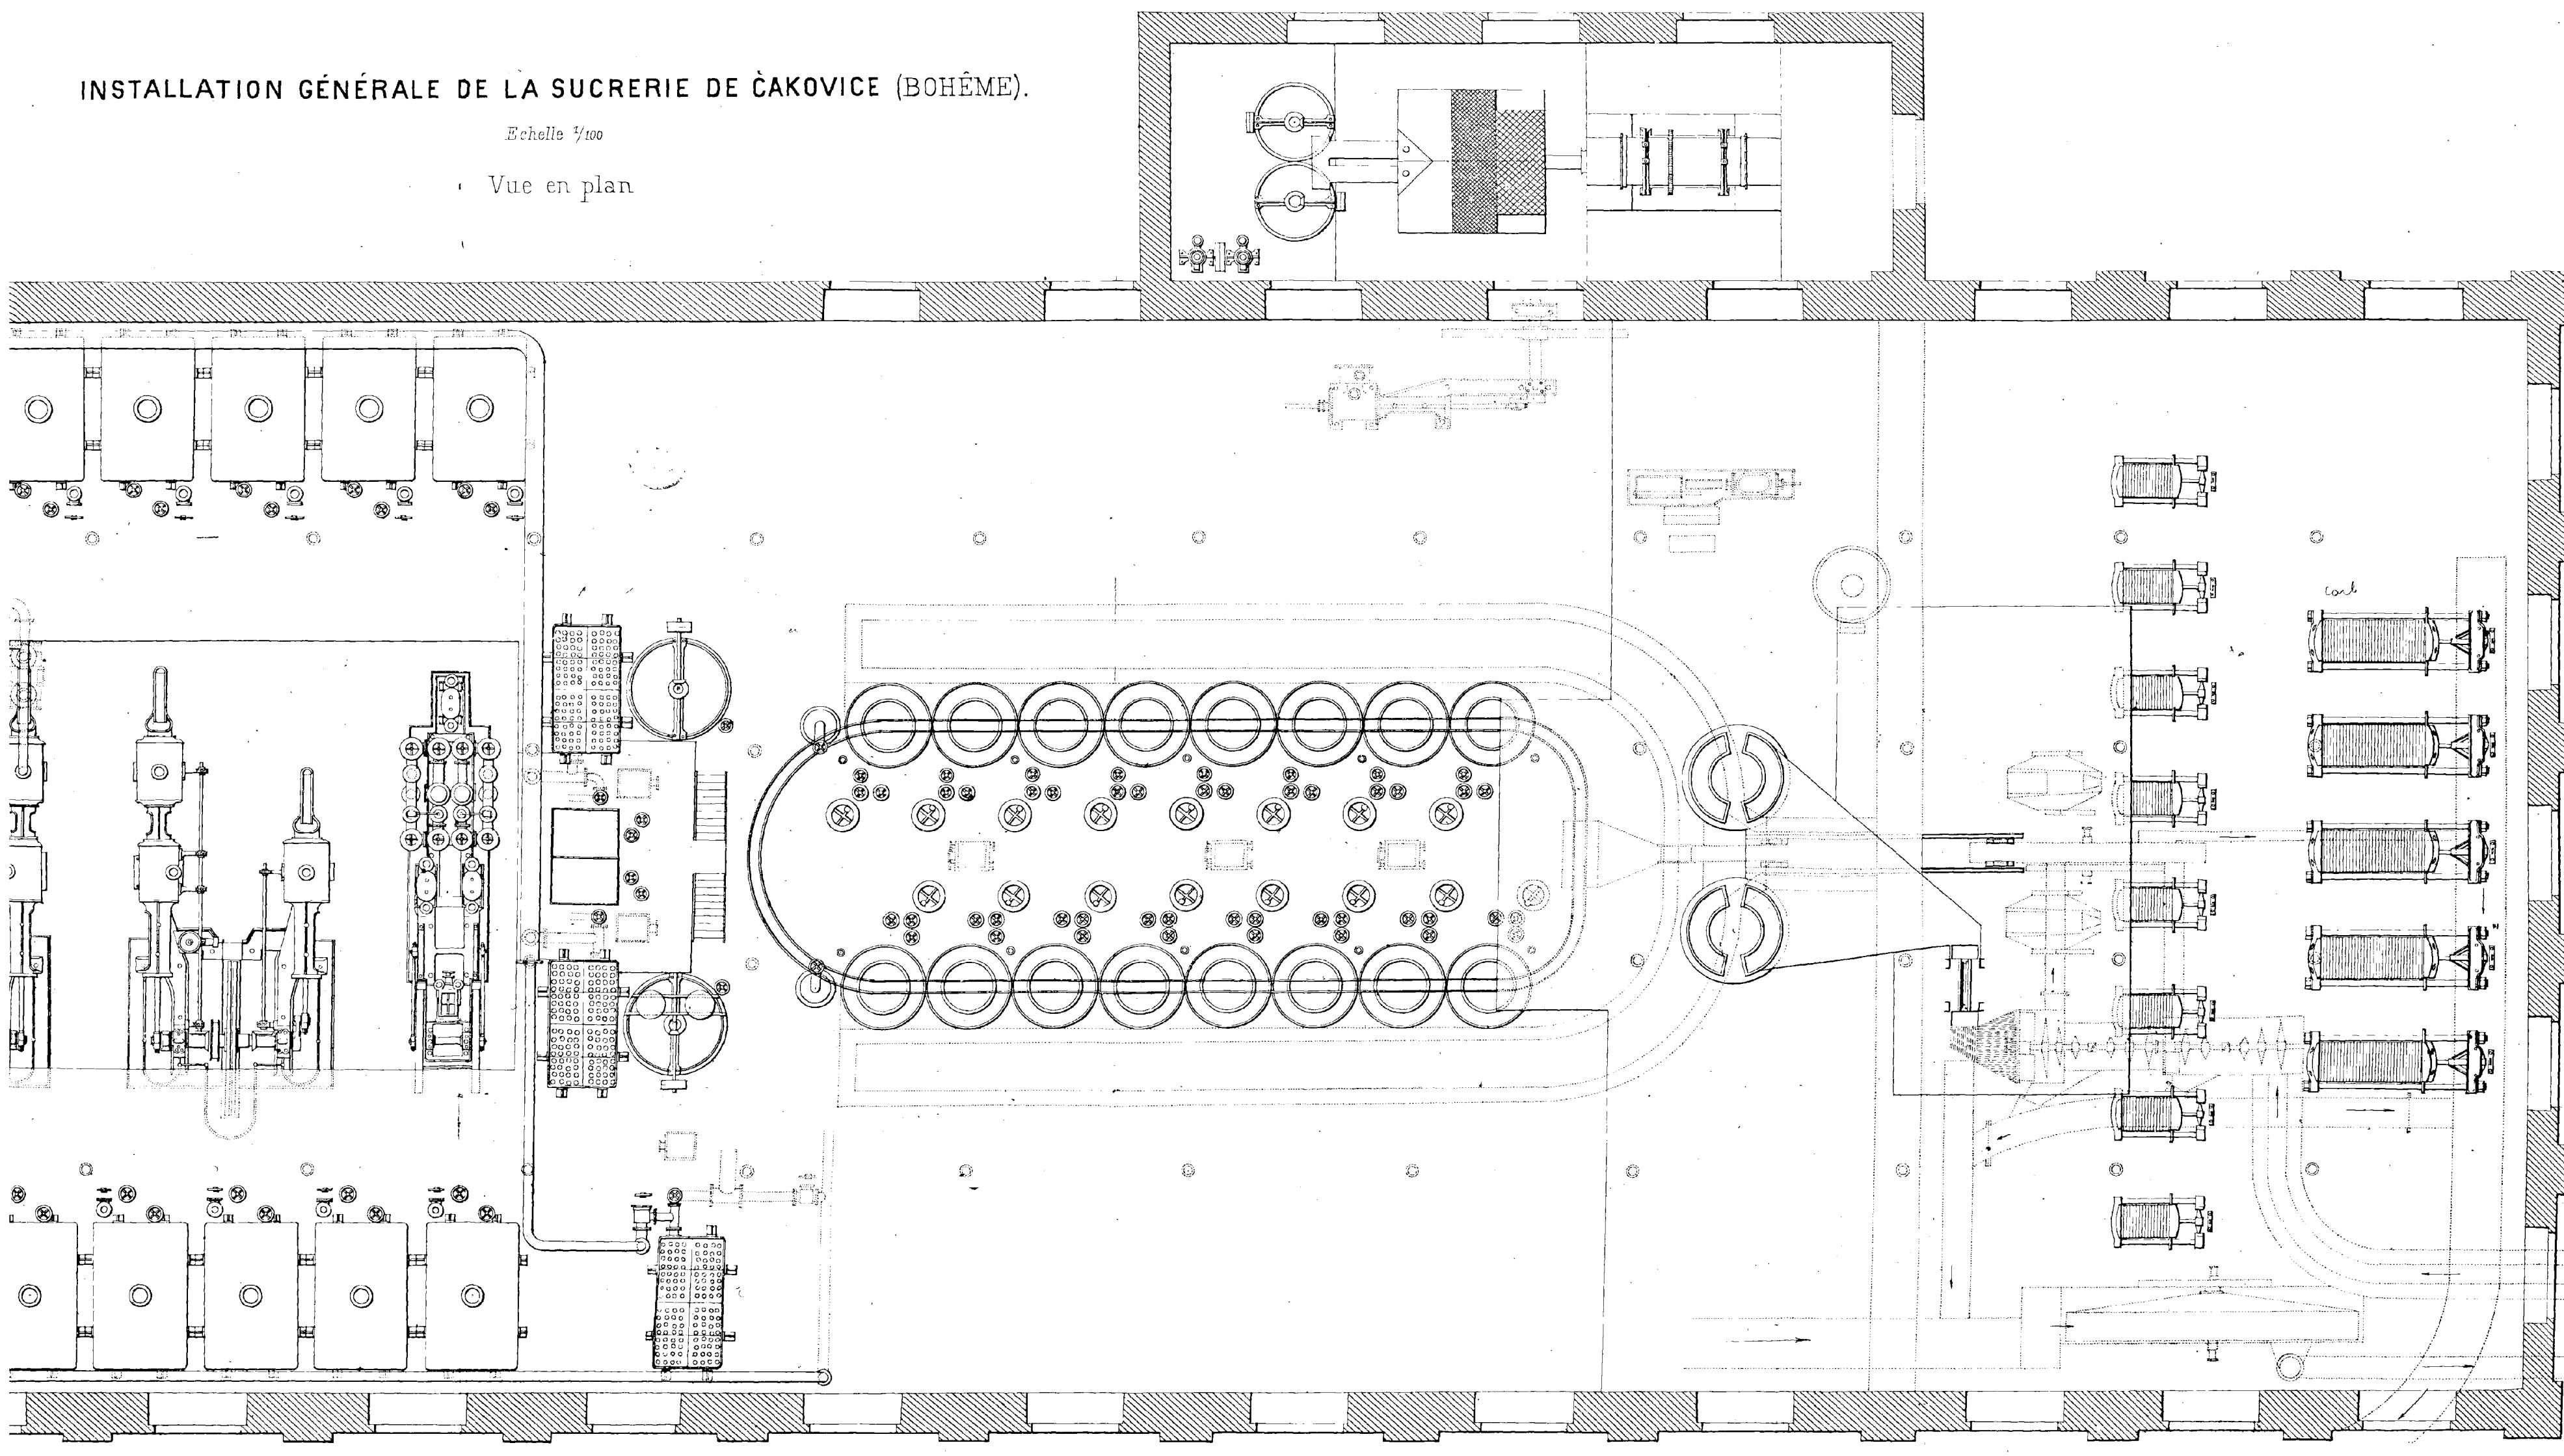 INSTALLATION GÉNÉRALE DE LA SUCRERIE DE ČAKOVICE (BOHÊME).
Echelle 1/100
Vue en plan